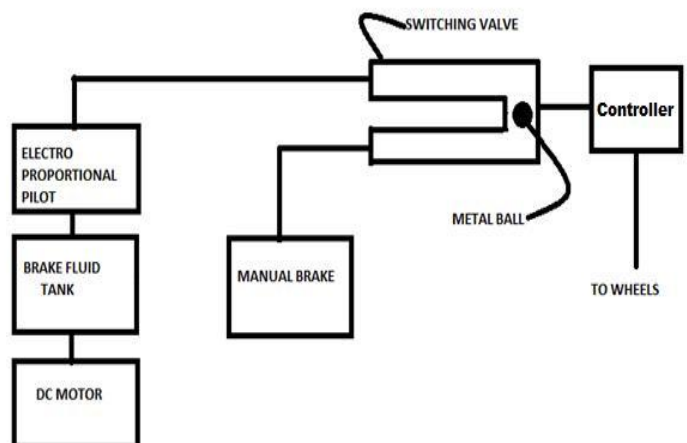 SWITCHING VALVE
Controller
ELECTRO
PROPORTIONAL
PILOT
METAL BALL
BRAKE FLUID
TANK
MANUAL BRAKE
TO WHEELS
DC MOTOR